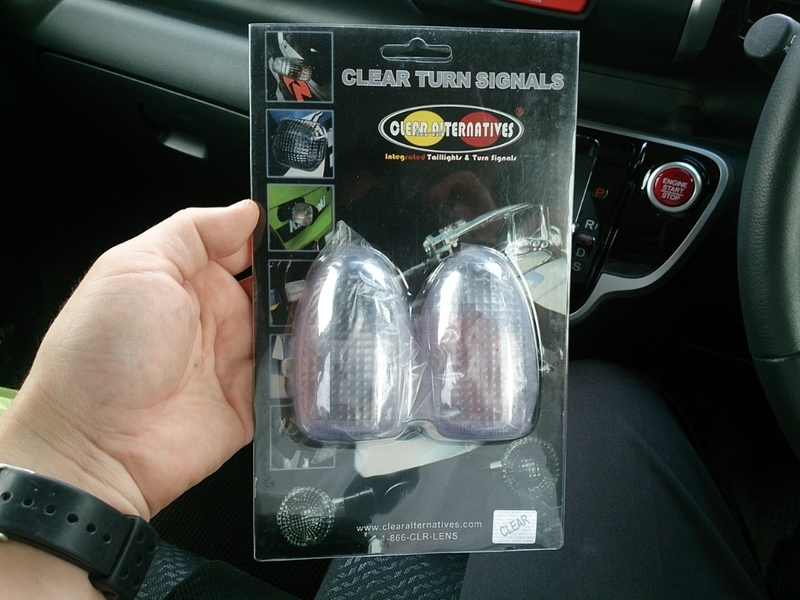 CLEAR TURN SIGNALS
CLEAR ALTERNATIVES®
Integrated Taillights & Turn Signals
ENGINE
START
STOP
P
R
D
S
www.clearalternatives.com
1-866-CLR-LENS
CLEAR